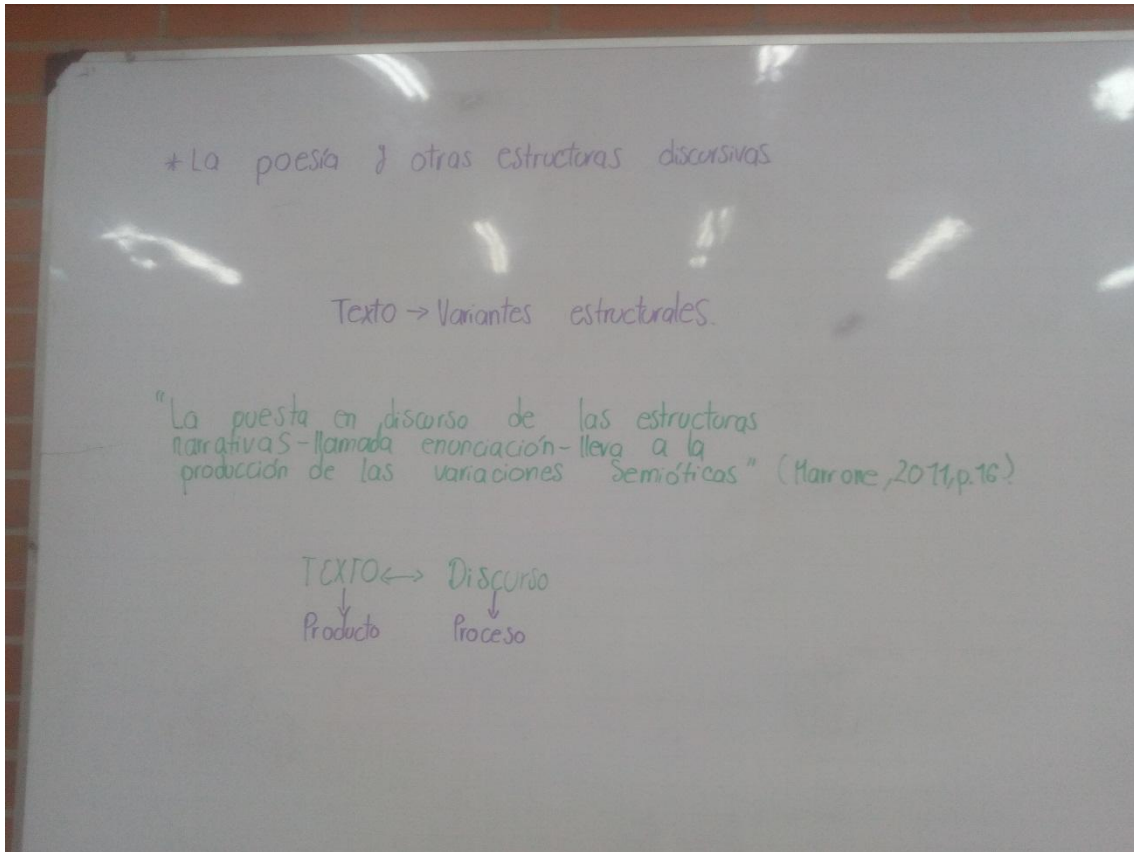 *La poesía y otras estructuras discursivas
Texto → Variantes estructurales.
"La puesta en discurso de las estructuras
narrativas-llamada enunciación-lleva a la
producción de las variaciones semióticas" (Marrone, 2011, p.16)
TEXTO ↔ Discurso
↓ ↓
Producto Proceso